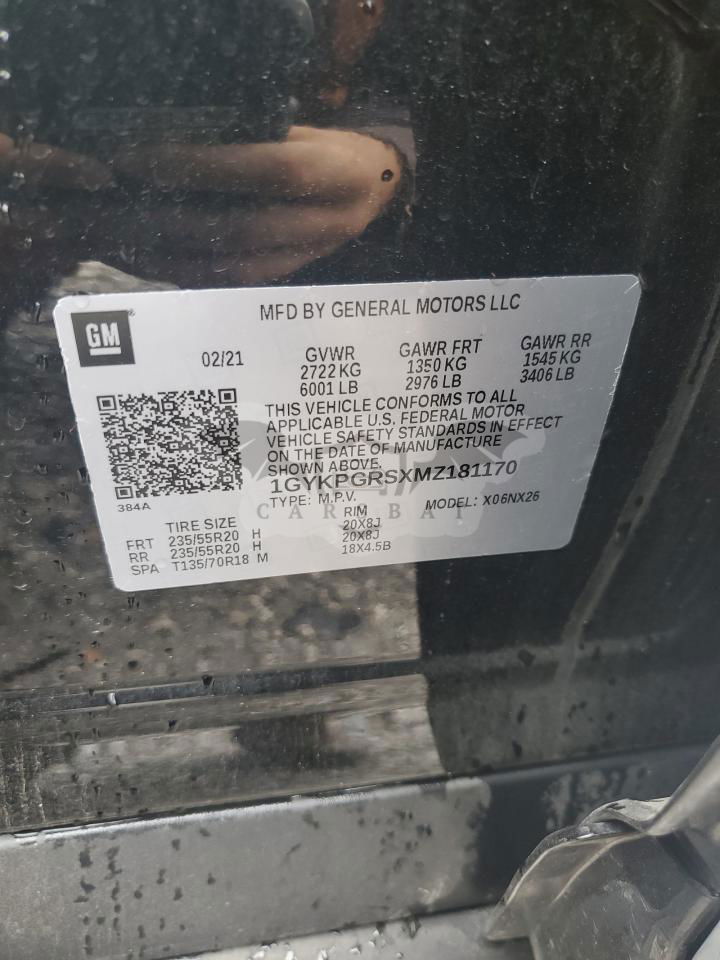 MFD BY GENERAL MOTORS LLC
GM
02/21 GVWR GAWR FRT GAWR RR
2722 KG 1350 KG 1545 KG
6001 LB 2976 LB 3406 LB
THIS VEHICLE CONFORMS TO ALL
APPLICABLE U.S. FEDERAL MOTOR
VEHICLE SAFETY STANDARDS IN EFFECT
ON THE DATE OF MANUFACTURE
SHOWN ABOVE.
1GYKPGRSXMZ181170
384A
TYPE: M.P.V. MODEL: X06NX26
TIRE SIZE RIM
FRT 235/55R20 H 20X8J
RR 235/55R20 H 20X8J
SPA T135/70R18 M 18X4.5B